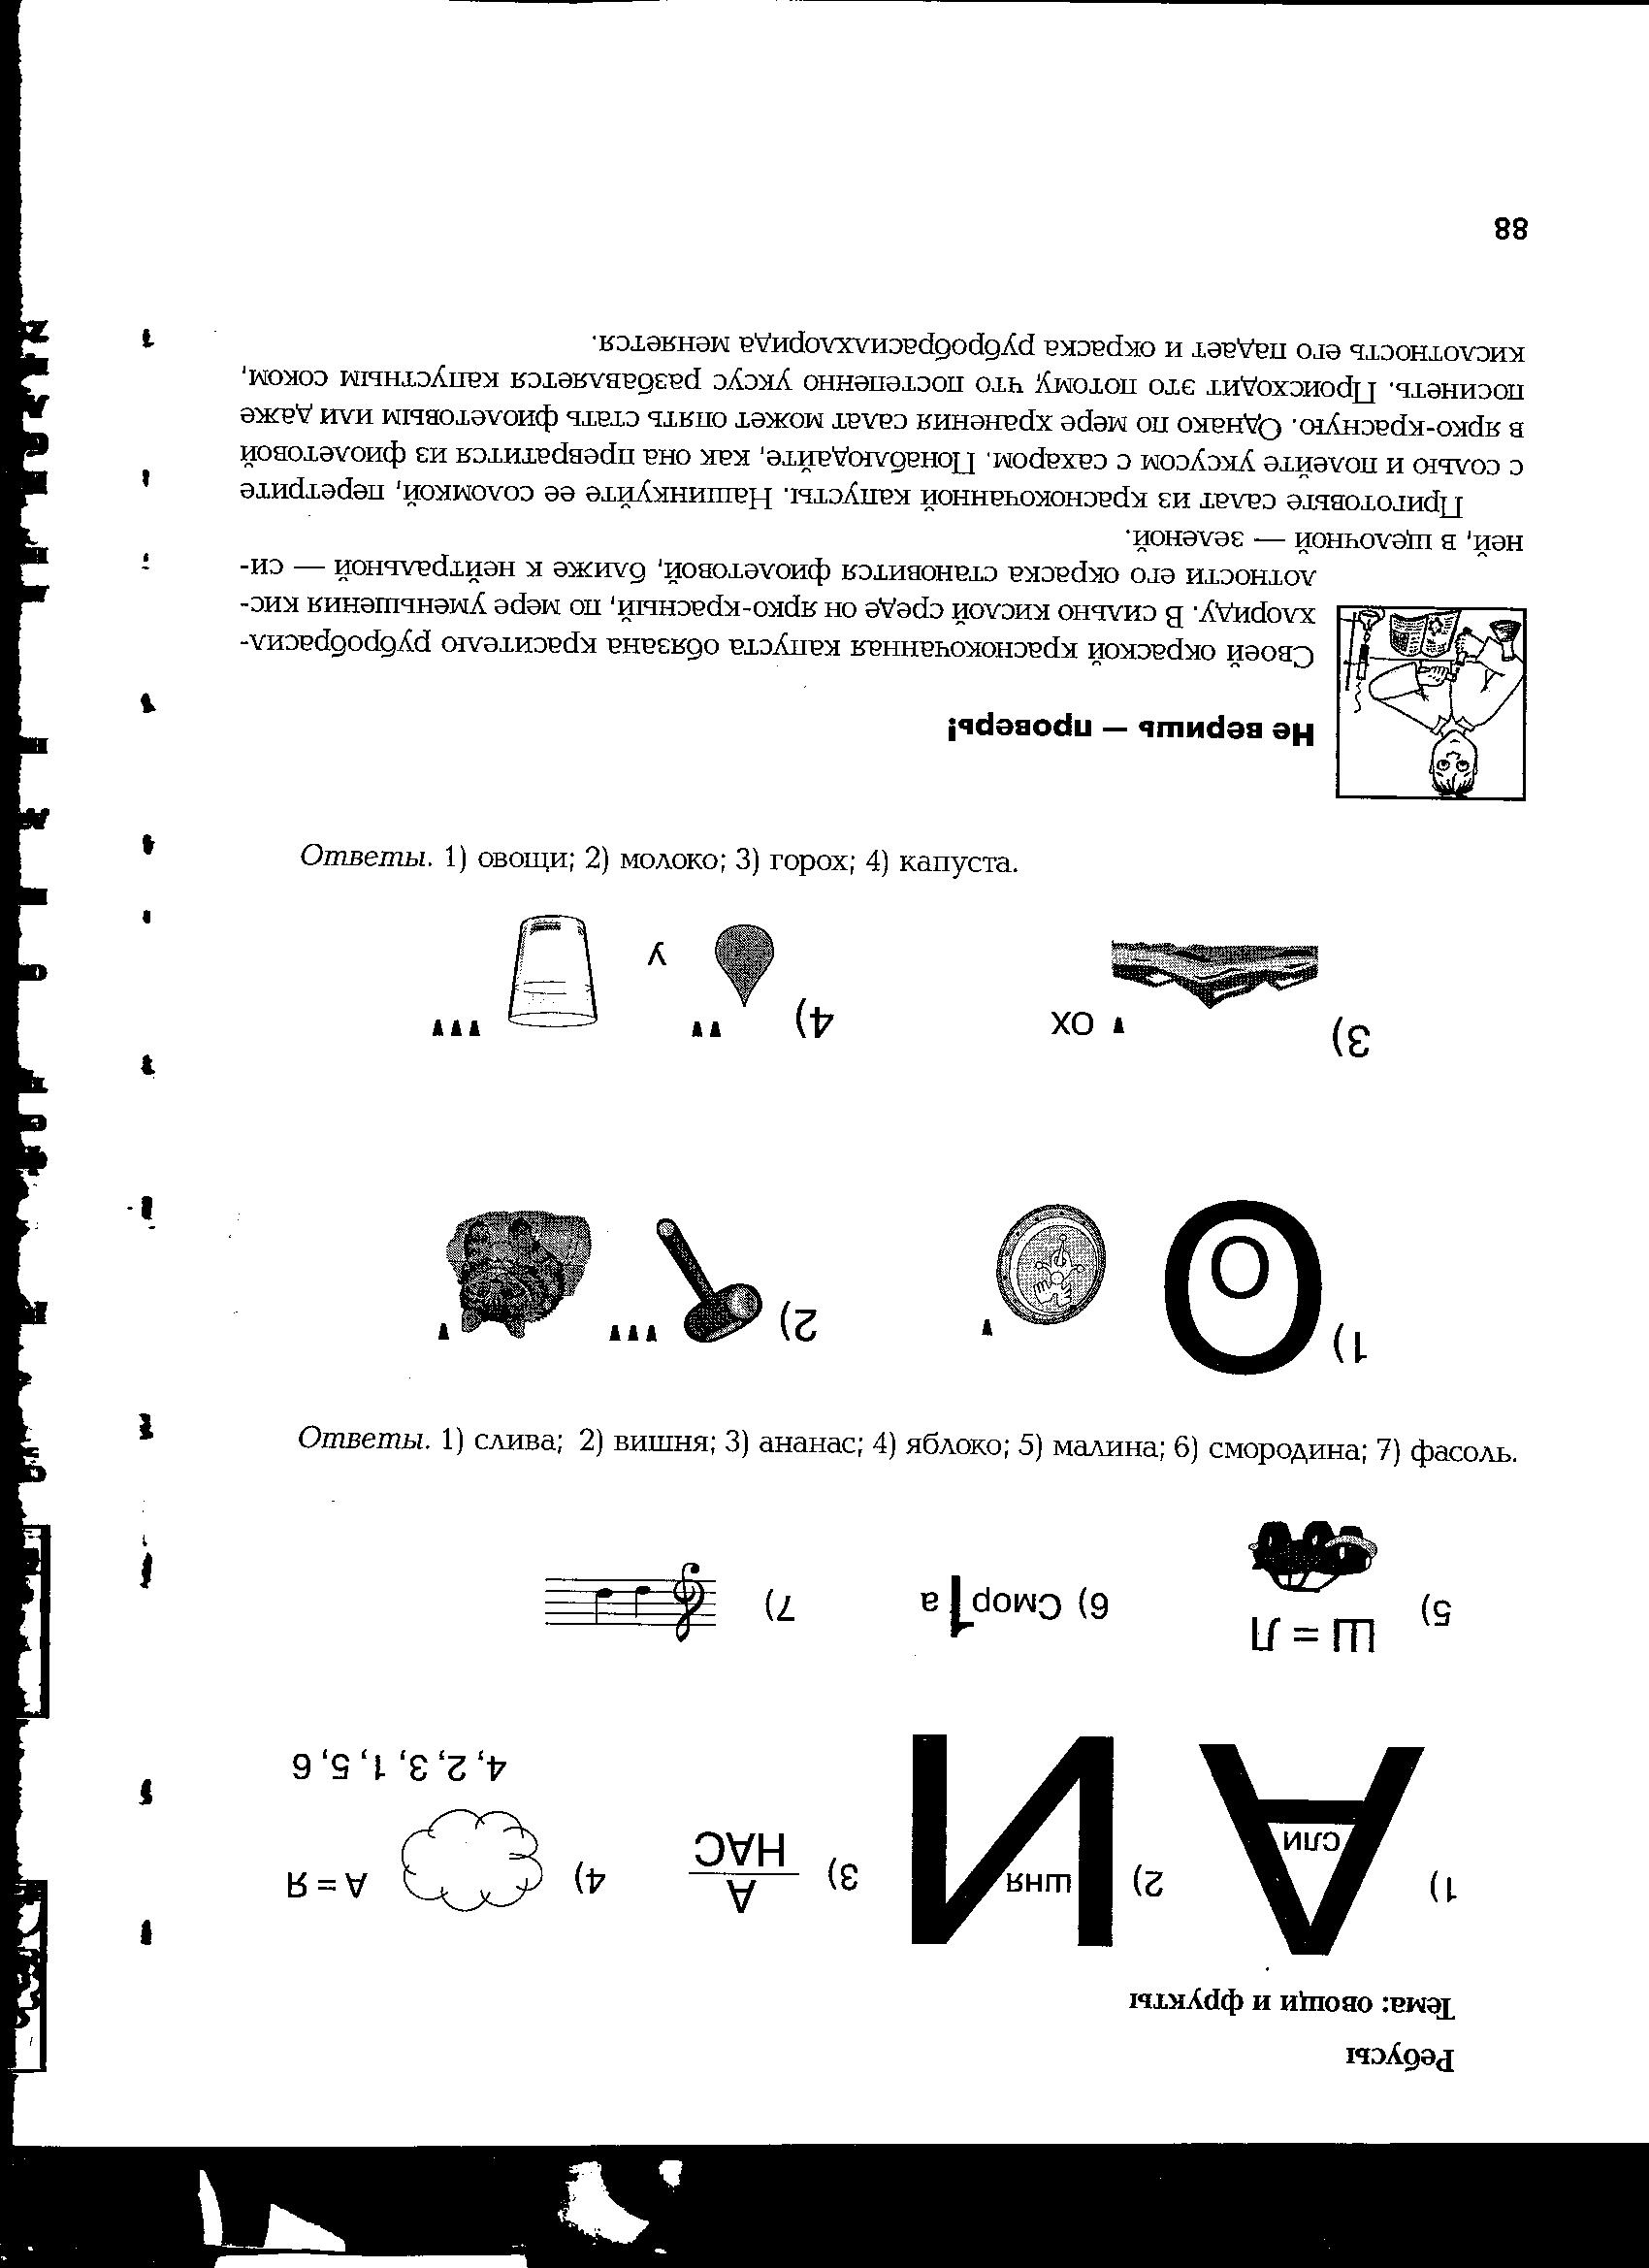 Ребусы
Тема: овощи и фрукты
1) сли А 2) шня И 3) А НАС 4) А = Я
4, 2, 3, 1, 5, 6
5) Ш = Л 6) Смор 1 а 7)
Ответы. 1) слива; 2) вишня; 3) ананас; 4) яблоко; 5) малина; 6) смородина; 7) фасоль.
1) О О , 2) ,,, ,
3) , ОХ 4) ,, У ,,,
Ответы. 1) овощи; 2) молоко; 3) горох; 4) капуста.
Не веришь — проверь!
Своей окраской краснокочанная капуста обязана красителю рубробрасил-
хлориду. В сильно кислой среде он ярко-красный, по мере уменьшения кис-
лотности его окраска становится фиолетовой, ближе к нейтральной — си-
ней, в щелочной — зеленой.
Приготовьте салат из краснокочанной капусты. Нашинкуйте ее соломкой, перетрите
с солью и полейте уксусом с сахаром. Понаблюдайте, как она превратится из фиолетовой
в ярко-красную. Однако по мере хранения салат может опять стать фиолетовым или даже
посинеть. Происходит это потому, что постепенно уксус разбавляется капустным соком,
кислотность его падает и окраска рубробрасилхлорида меняется.
88